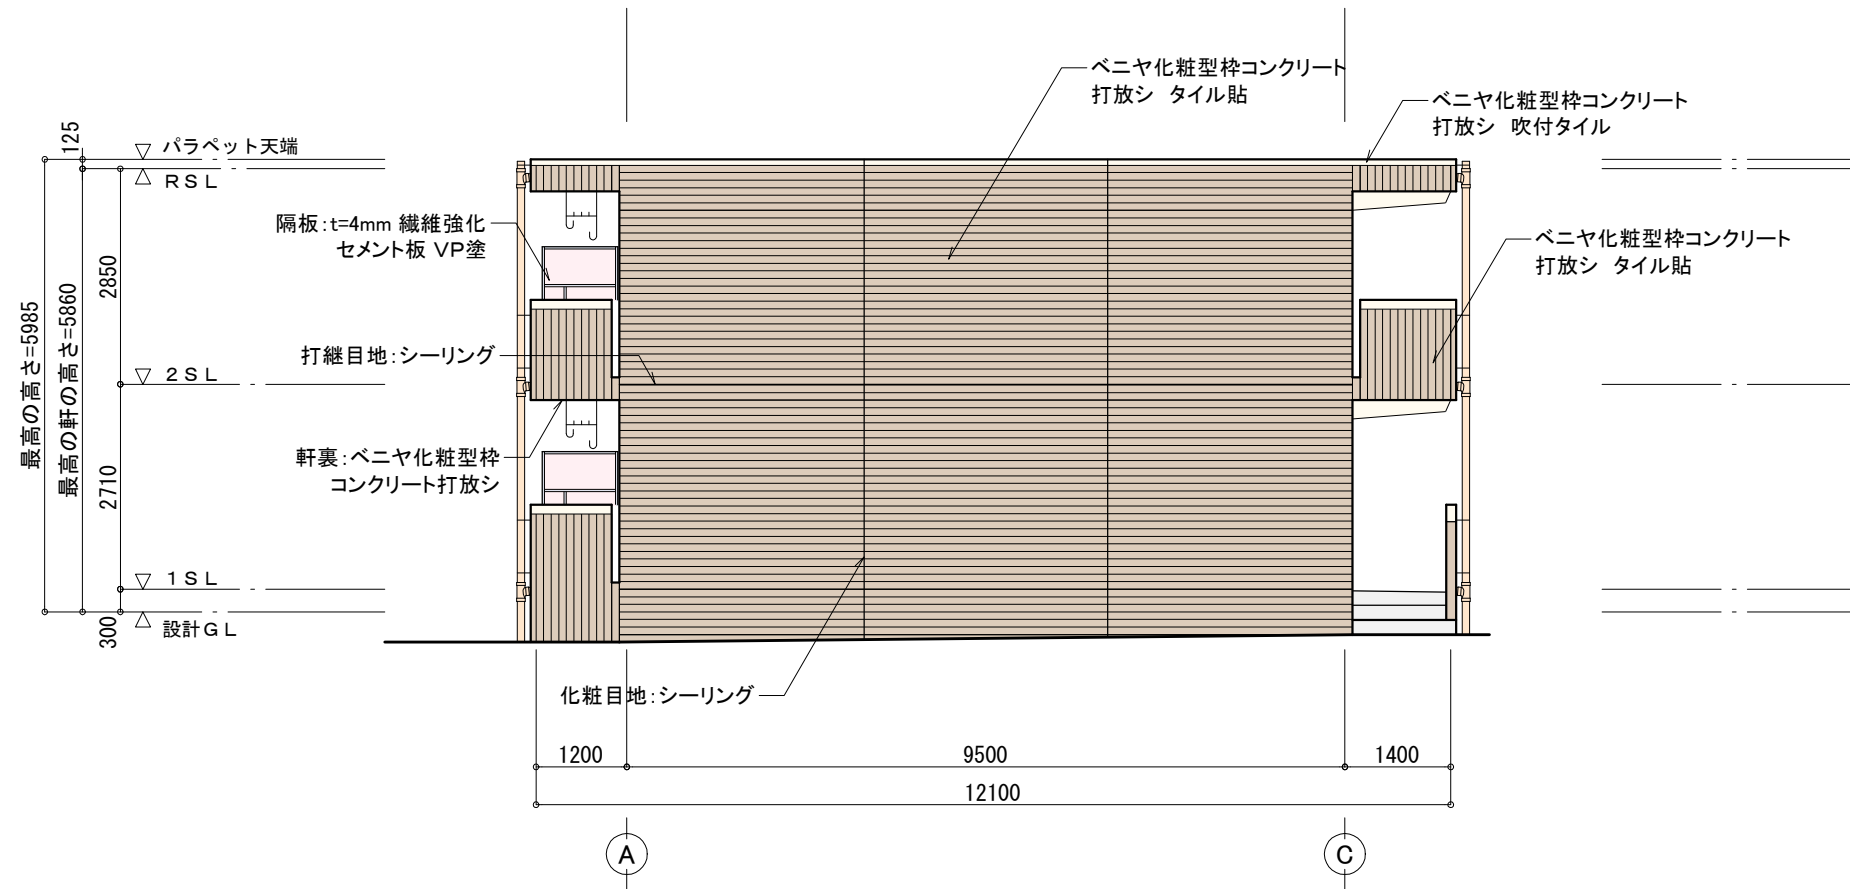 ベニヤ化粧型枠コンクリート
打放シ タイル貼
ベニヤ化粧型枠コンクリート
打放シ 吹付タイル
125
パラペット天端
RSL
隔板:t=4mm 繊維強化
セメント板 VP塗
ベニヤ化粧型枠コンクリート
打放シ タイル貼
2850
最高の高さ=5985
最高の軒の高さ=5860
打継目地:シーリング
2SL
軒裏:ベニヤ化粧型枠
コンクリート打放シ
2710
1SL
設計GL
300
化粧目地:シーリング
1200
9500
1400
12100
A
C